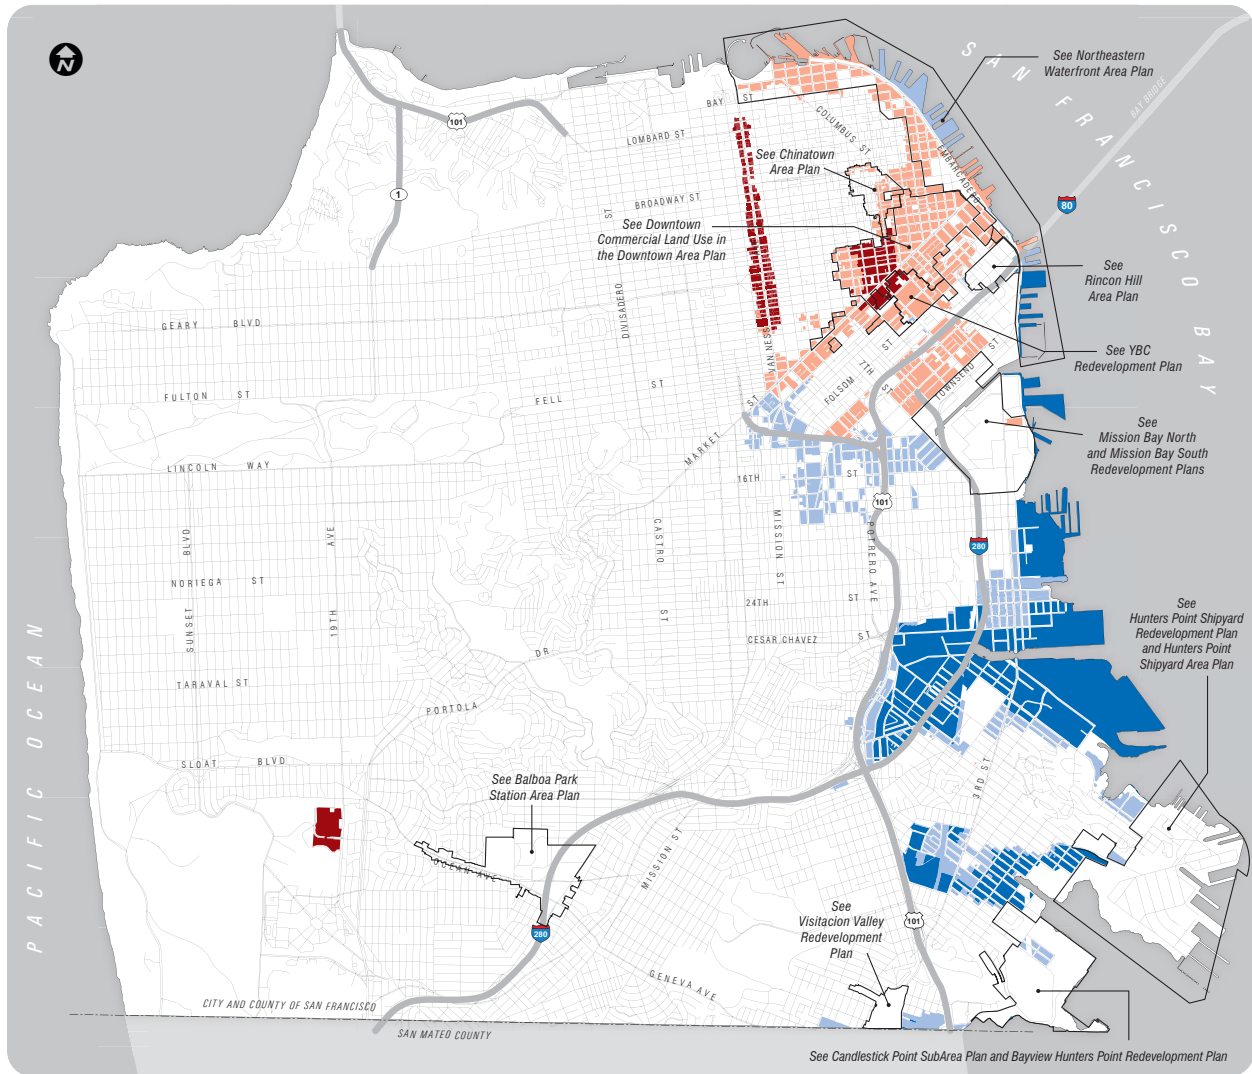 N
SAN FRANCISCO BAY
BAY BRIDGE
See Northeastern
Waterfront Area Plan
BAY ST
COLUMBUS ST
LOMBARD ST
EMBARCADERO
101
See Chinatown
Area Plan
1
BROADWAY ST
80
See Downtown
Commercial Land Use in
the Downtown Area Plan
See
Rincon Hill
Area Plan
DIVISADERO ST
GEARY BLVD
VAN NESS
See YBC
Redevelopment Plan
7TH ST
ST
TOWNSEND
FOLSOM ST
FULTON ST
FELL ST
MARKET ST
See
Mission Bay North
and Mission Bay South
Redevelopment Plans
LINCOLN WAY
16TH ST
101
SUNSET BLVD
19TH AVE
CASTRO ST
MISSION ST
POTRERO AVE
280
NORIEGA ST
24TH ST
See
Hunters Point Shipyard
Redevelopment Plan
and Hunters Point
Shipyard Area Plan
CESAR CHAVEZ ST
PACIFIC OCEAN
TARAVAL ST
PORTOLA DR
SLOAT BLVD
3RD ST
See Balboa Park
Station Area Plan
MISSION ST
OCEAN AVE
280
See
Visitacion Valley
Redevelopment
Plan
101
GENEVA AVE
CITY AND COUNTY OF SAN FRANCISCO
SAN MATEO COUNTY
See Candlestick Point SubArea Plan and Bayview Hunters Point Redevelopment Plan